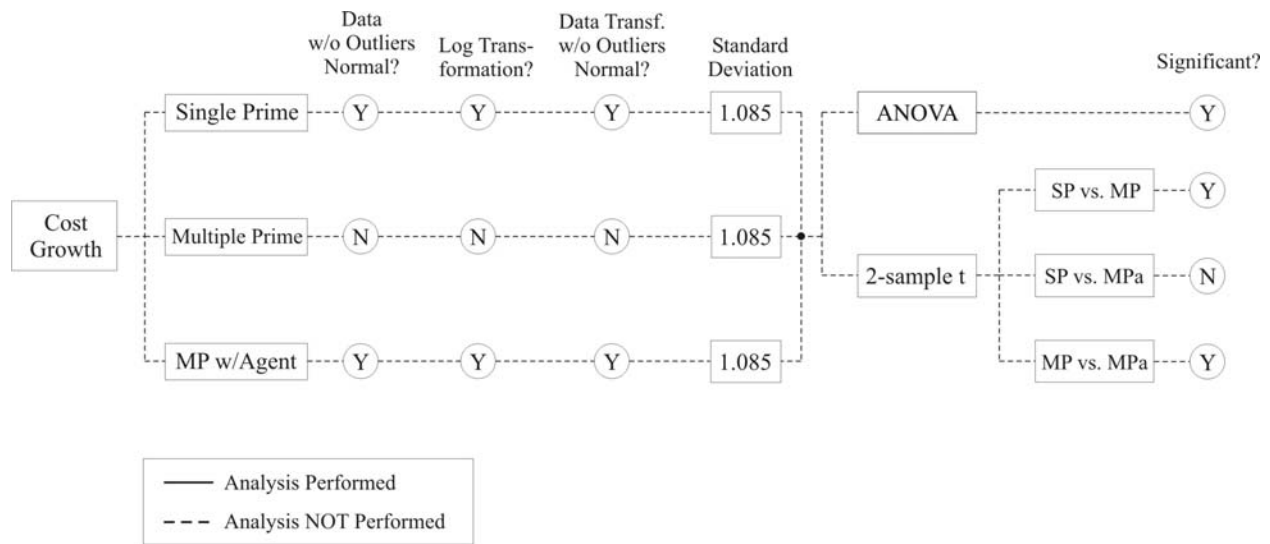 Data
w/o Outliers
Normal?
Log Trans-
formation?
Data Transf.
w/o Outliers
Normal?
Standard
Deviation
Significant?
Single Prime
Y
Y
Y
1.085
ANOVA
Y
SP vs. MP
Y
Cost
Growth
Multiple Prime
N
N
N
1.085
2-sample t
SP vs. MPa
N
MP w/Agent
Y
Y
Y
1.085
MP vs. MPa
Y
Analysis Performed
Analysis NOT Performed